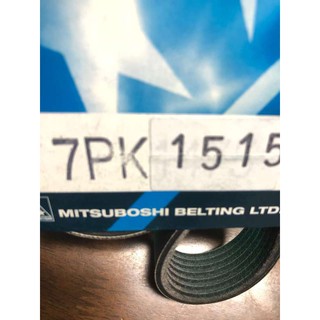 7PK 1515
MITSUBOSHI BELTING LTD.